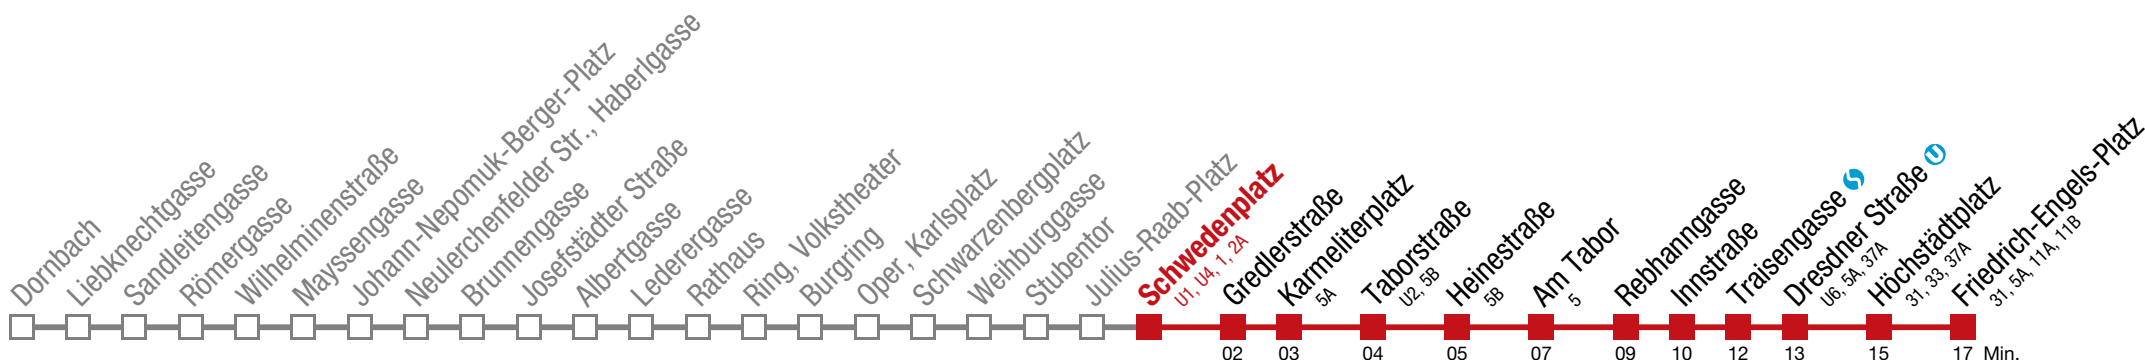 Dornbach
Liebknechtgasse
Sandleitengasse
Römergasse
Wilhelminenstraße
Mayssengasse
Johann-Nepomuk-Berger-Platz
Neulerchenfelder Str., Haberlgasse
Brunnengasse
Josefstädter Straße
Albertgasse
Lederergasse
Rathaus
Ring, Volkstheater
Burgring
Oper, Karlsplatz
Schwarzenbergplatz
Weihburggasse
Stubentor
Julius-Raab-Platz
Schwedenplatz
U1, U4, 1, 2A
Gredlerstraße
Karmeliterplatz
5A
Taborstraße
U2, 5B
Heinestraße
5B
Am Tabor
5
Rebhanngasse
Innstraße
Traisengasse S
Dresdner Straße U
U6, 5A, 37A
Höchstädtplatz
31, 33, 37A
Friedrich-Engels-Platz
31, 5A, 11A, 11B
02 03 04 05 07 09 10 12 13 15 17 Min.